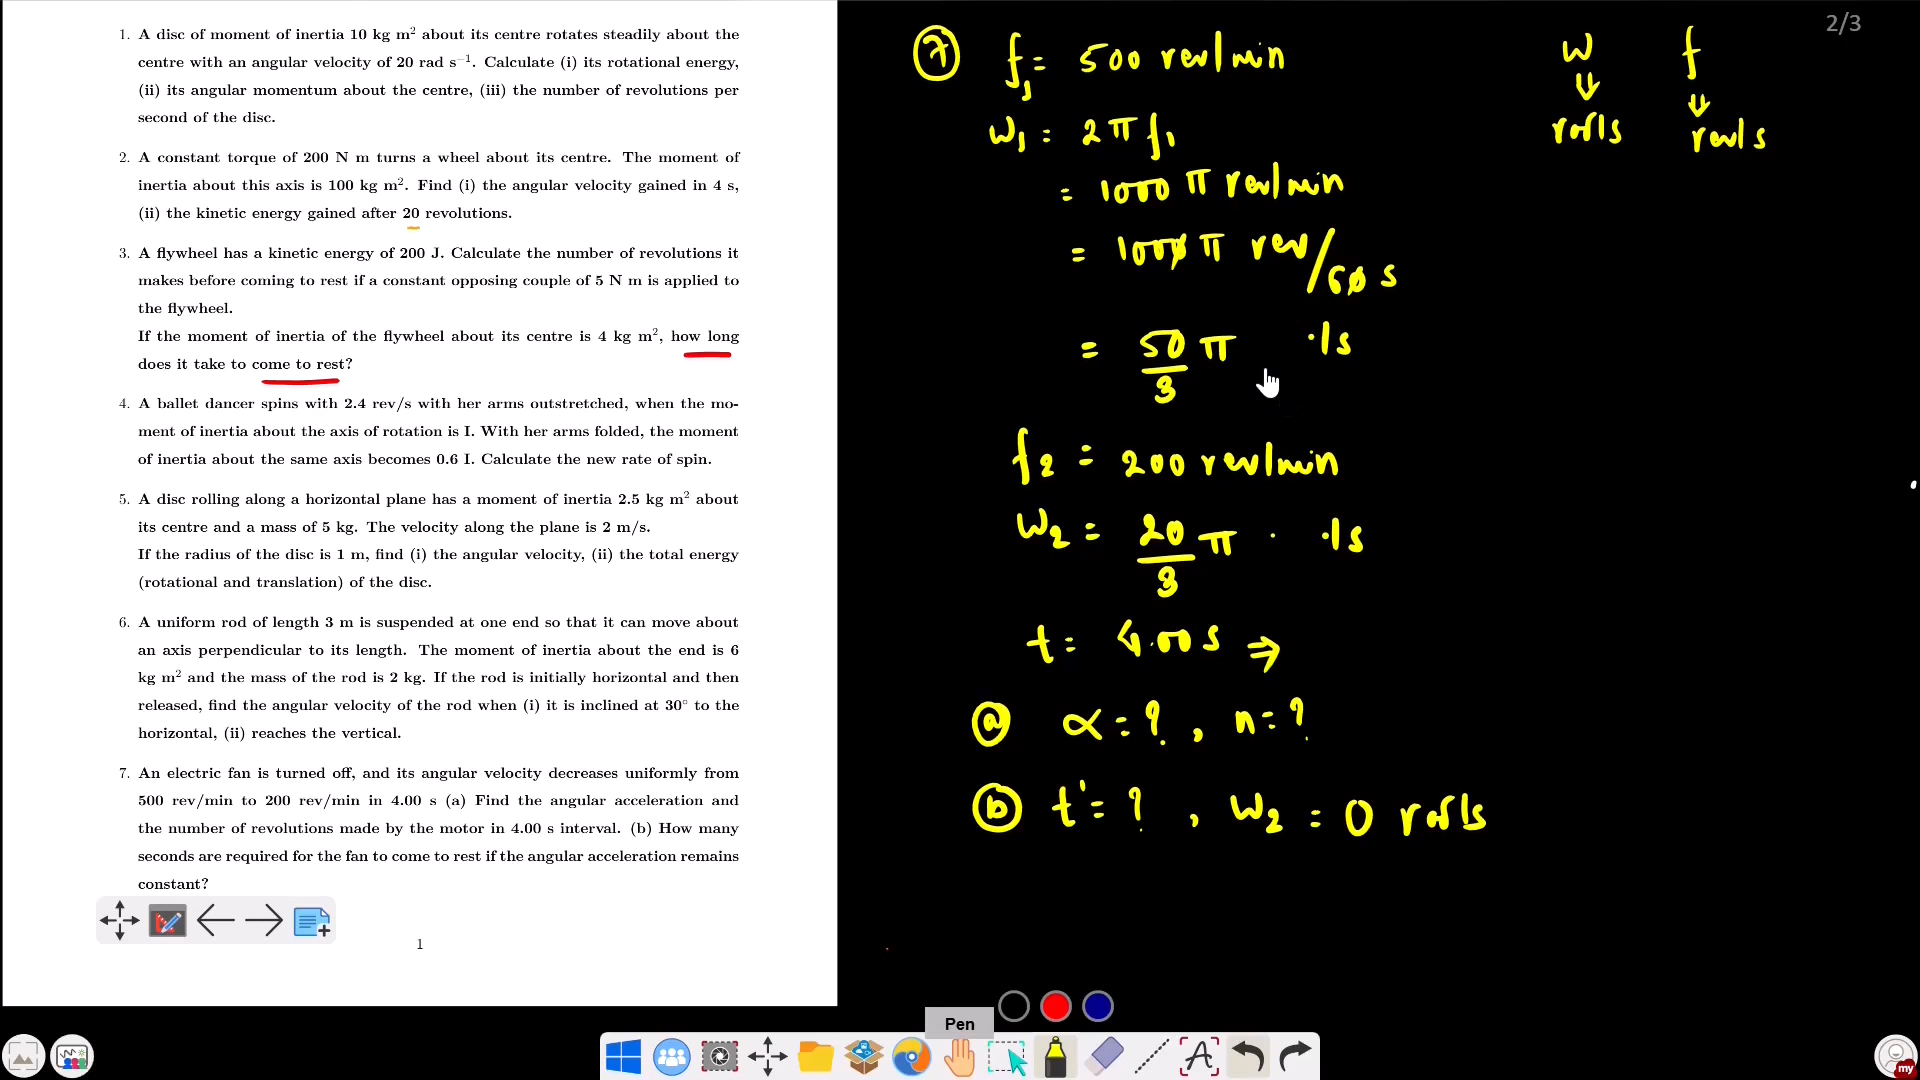 1. A disc of moment of inertia 10 kg m² about its centre rotates steadily about the
centre with an angular velocity of 20 rad s⁻¹. Calculate (i) its rotational energy,
(ii) its angular momentum about the centre, (iii) the number of revolutions per
second of the disc.
2. A constant torque of 200 N m turns a wheel about its centre. The moment of
inertia about this axis is 100 kg m². Find (i) the angular velocity gained in 4 s,
(ii) the kinetic energy gained after 20 revolutions.
3. A flywheel has a kinetic energy of 200 J. Calculate the number of revolutions it
makes before coming to rest if a constant opposing couple of 5 N m is applied to
the flywheel.
If the moment of inertia of the flywheel about its centre is 4 kg m², how long
does it take to come to rest?
4. A ballet dancer spins with 2.4 rev/s with her arms outstretched, when the mo-
ment of inertia about the axis of rotation is I. With her arms folded, the moment
of inertia about the same axis becomes 0.6 I. Calculate the new rate of spin.
5. A disc rolling along a horizontal plane has a moment of inertia 2.5 kg m² about
its centre and a mass of 5 kg. The velocity along the plane is 2 m/s.
If the radius of the disc is 1 m, find (i) the angular velocity, (ii) the total energy
(rotational and translation) of the disc.
6. A uniform rod of length 3 m is suspended at one end so that it can move about
an axis perpendicular to its length. The moment of inertia about the end is 6
kg m² and the mass of the rod is 2 kg. If the rod is initially horizontal and then
released, find the angular velocity of the rod when (i) it is inclined at 30° to the
horizontal, (ii) reaches the vertical.
7. An electric fan is turned off, and its angular velocity decreases uniformly from
500 rev/min to 200 rev/min in 4.00 s (a) Find the angular acceleration and
the number of revolutions made by the motor in 4.00 s interval. (b) How many
seconds are required for the fan to come to rest if the angular acceleration remains
constant?
1
2/3
7 f₁ = 500 rev/min
ω₁ = 2π f₁
= 1000 π rev/min
= 1000 π rev/60 s
= 50/3 π ./s
f₂ = 200 rev/min
ω₂ = 20/3 π . ./s
t = 4.00 s ⇒
(a) α = ?, n = ?
(b) t' = ?, ω₂ = 0 rad/s
ω f
⇓ ⇓
rad/s rev/s
Pen
my